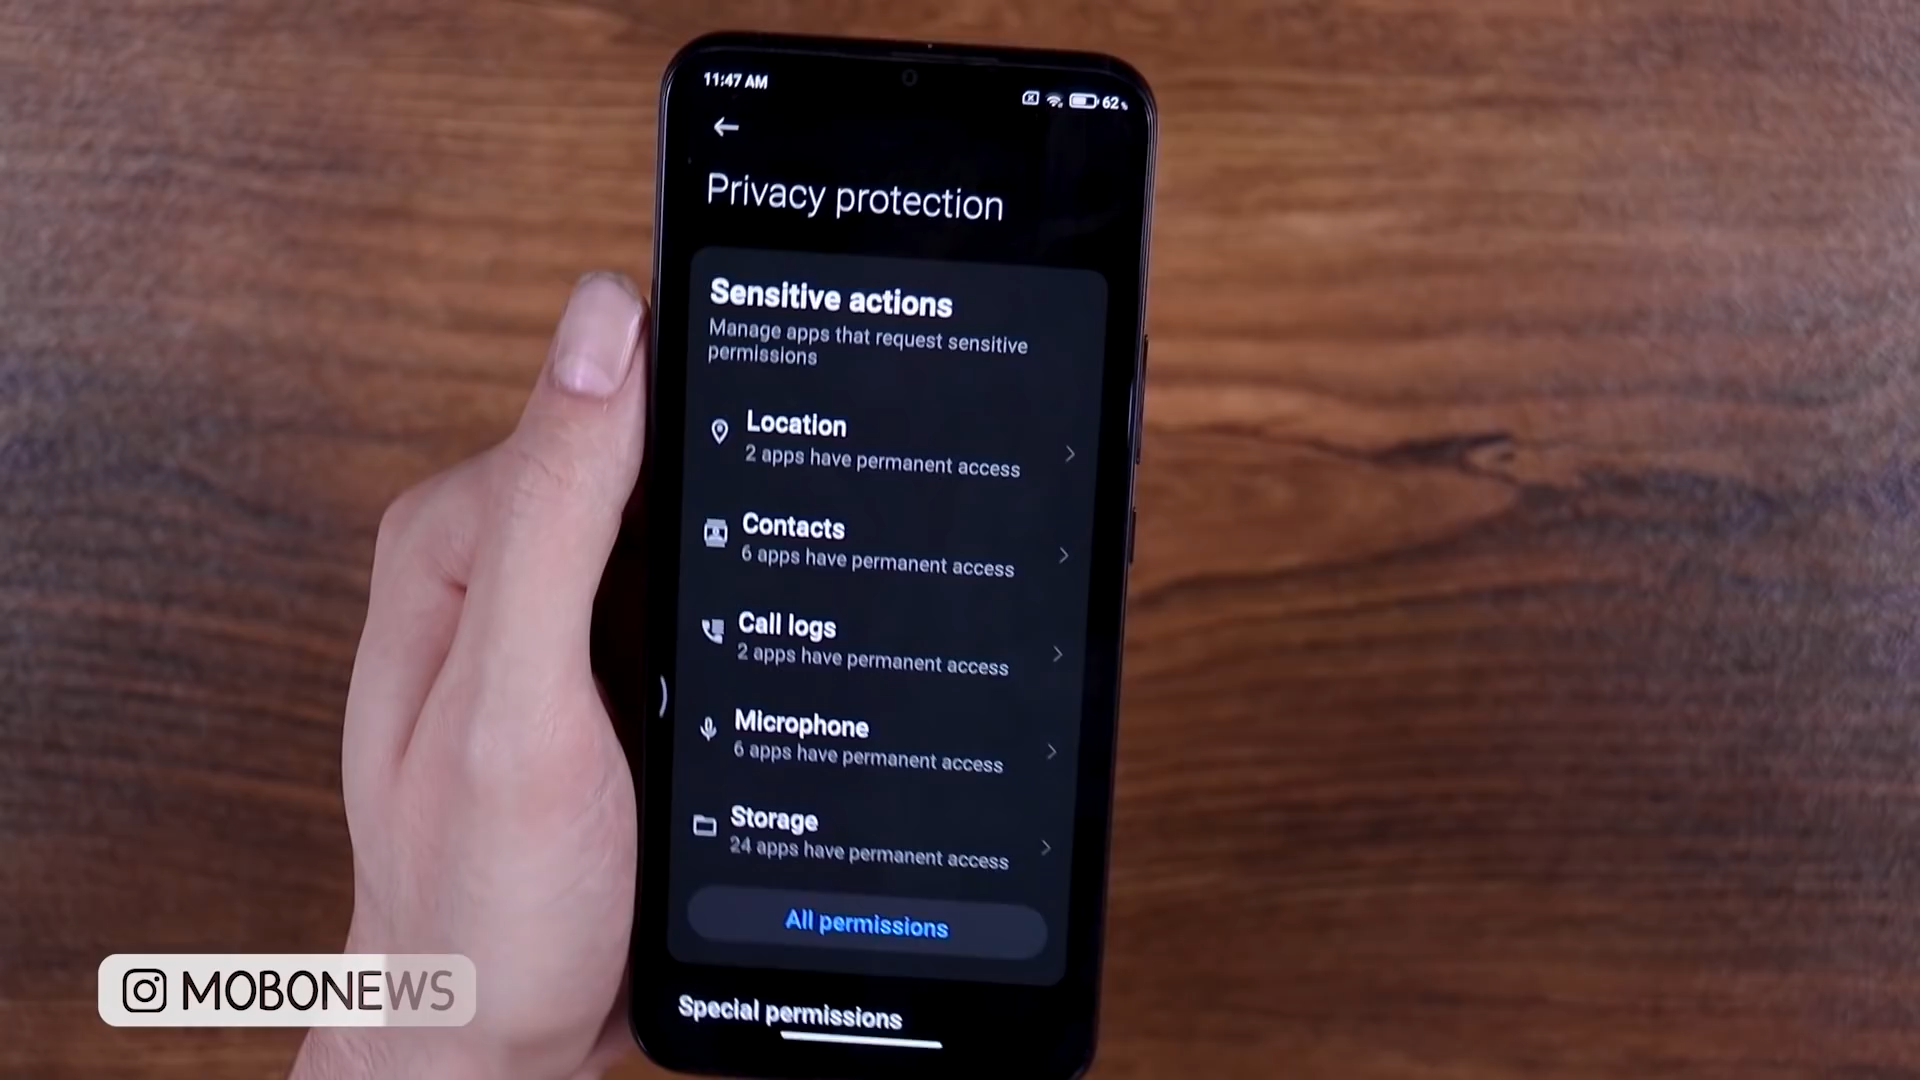 11:47 AM
62%
Privacy protection
Sensitive actions
Manage apps that request sensitive
permissions
Location
2 apps have permanent access
Contacts
6 apps have permanent access
Call logs
2 apps have permanent access
Microphone
6 apps have permanent access
Storage
24 apps have permanent access
All permissions
Special permissions
MOBONEWS